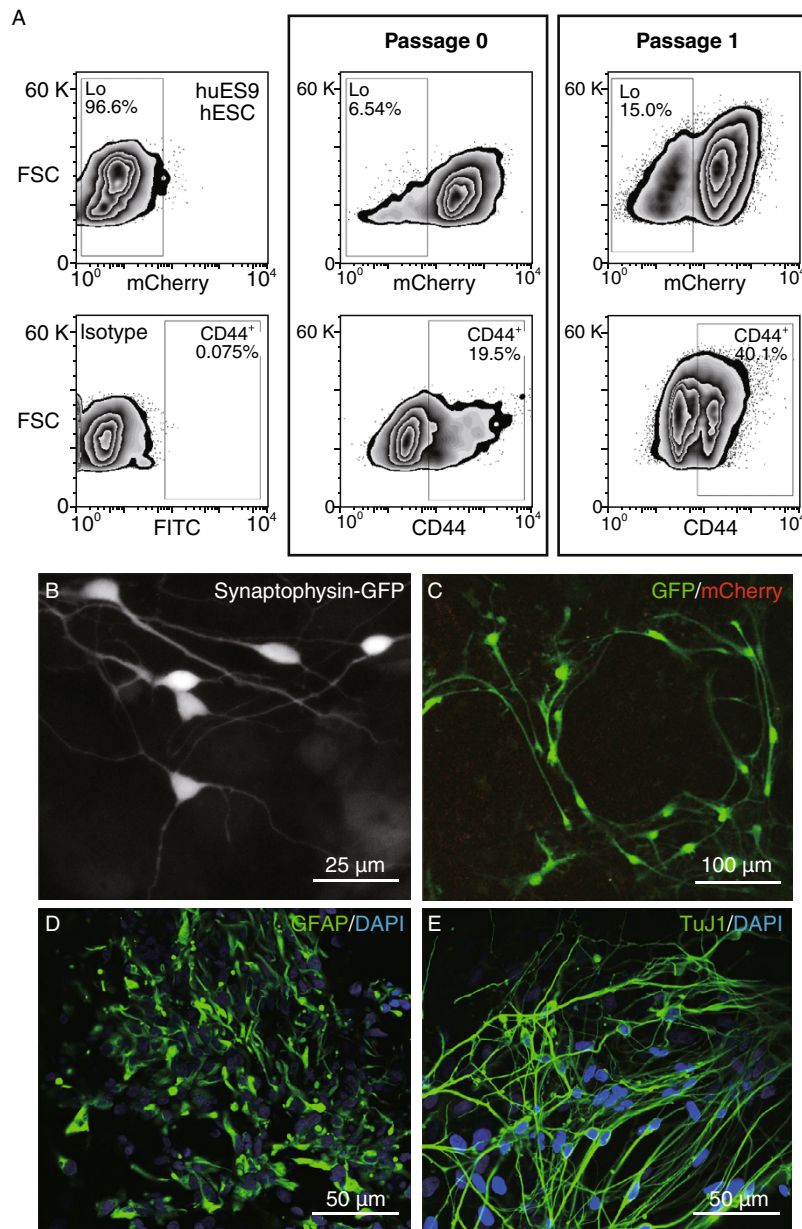 A
Passage 0
Passage 1
60 K
Lo
96.6%
huES9
hESC
FSC
0
10⁰
mCherry
10⁴
Lo
6.54%
0
10⁰
mCherry
10⁴
60 K
Lo
15.0%
0
10⁰
mCherry
10⁴
60 K
Isotype
CD44⁺
0.075%
FSC
0
10⁰
FITC
10⁴
60 K
CD44⁺
19.5%
0
10⁰
CD44
10⁴
60 K
CD44⁺
40.1%
0
10⁰
CD44
10⁴
B
Synaptophysin-GFP
25 µm
C
GFP/mCherry
100 µm
D
GFAP/DAPI
50 µm
E
TuJ1/DAPI
50 µm